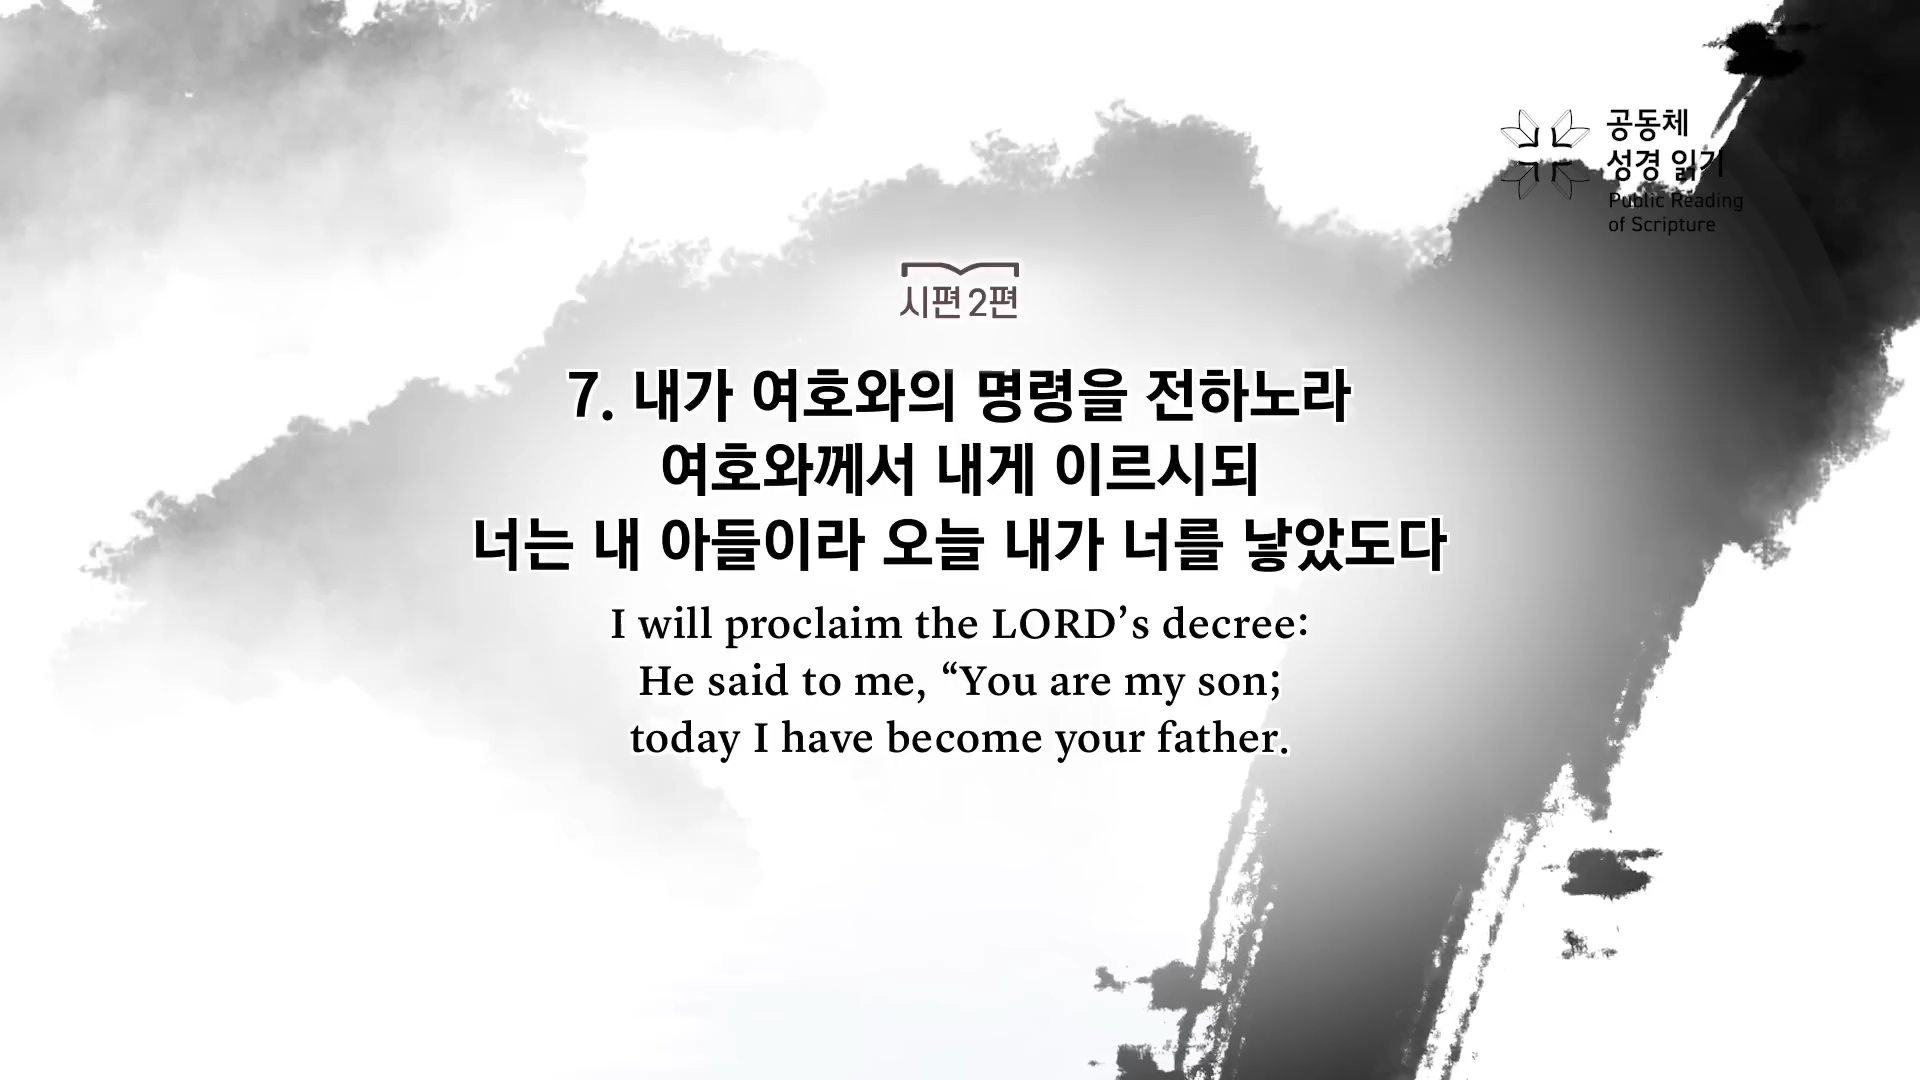 공동체
성경 읽기
Public Reading
of Scripture
시편 2편
7. 내가 여호와의 명령을 전하노라
여호와께서 내게 이르시되
너는 내 아들이라 오늘 내가 너를 낳았도다
I will proclaim the LORD’s decree:
He said to me, “You are my son;
today I have become your father.